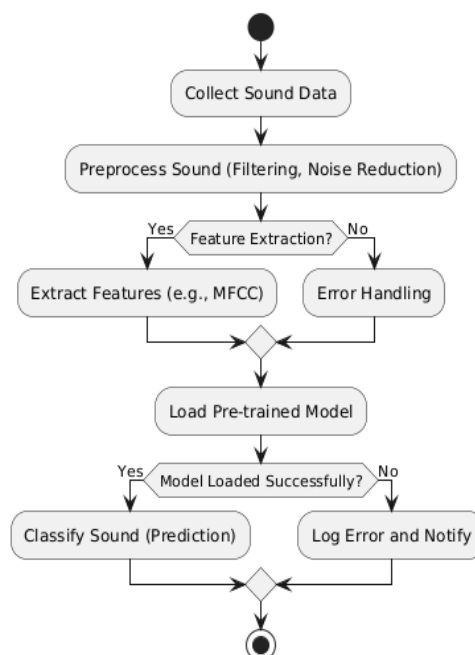 Collect Sound Data
Preprocess Sound (Filtering, Noise Reduction)
Yes
Feature Extraction?
No
Extract Features (e.g., MFCC)
Error Handling
Load Pre-trained Model
Yes
Model Loaded Successfully?
No
Classify Sound (Prediction)
Log Error and Notify